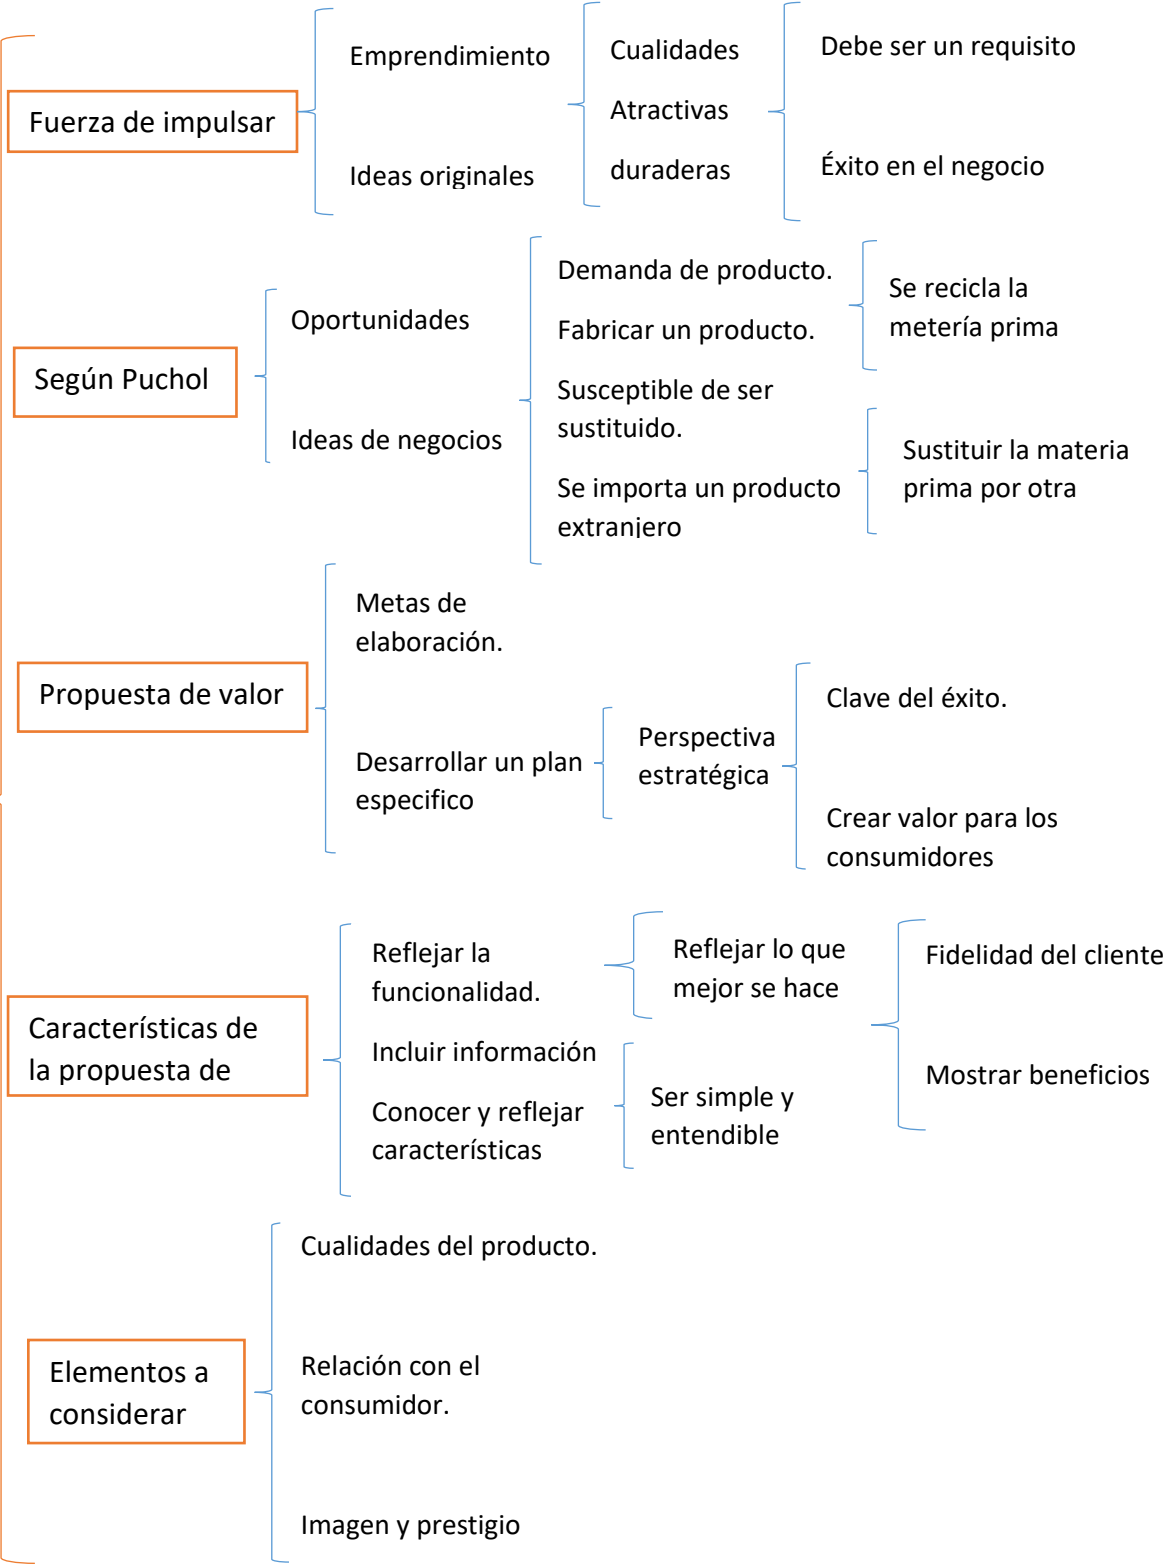 Fuerza de impulsar
Emprendimiento
Ideas originales
Cualidades
Atractivas
duraderas
Debe ser un requisito
Éxito en el negocio
Según Puchol
Oportunidades
Ideas de negocios
Demanda de producto.
Fabricar un producto.
Susceptible de ser
sustituido.
Se importa un producto
extranjero
Se recicla la
metería prima
Sustituir la materia
prima por otra
Propuesta de valor
Metas de
elaboración.
Desarrollar un plan
especifico
Perspectiva
estratégica
Clave del éxito.
Crear valor para los
consumidores
Características de
la propuesta de
Reflejar la
funcionalidad.
Incluir información
Conocer y reflejar
características
Reflejar lo que
mejor se hace
Ser simple y
entendible
Fidelidad del cliente
Mostrar beneficios
Elementos a
considerar
Cualidades del producto.
Relación con el
consumidor.
Imagen y prestigio